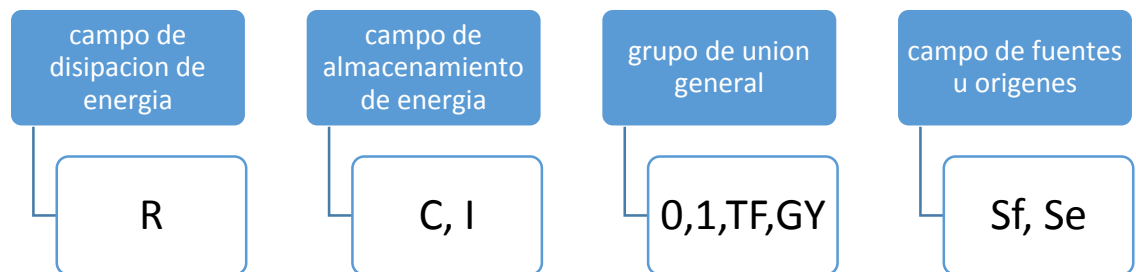 campo de
disipacion de
energia
R
campo de
almacenamiento
de energia
C, I
grupo de union
general
0,1,TF,GY
campo de fuentes
u origenes
Sf, Se